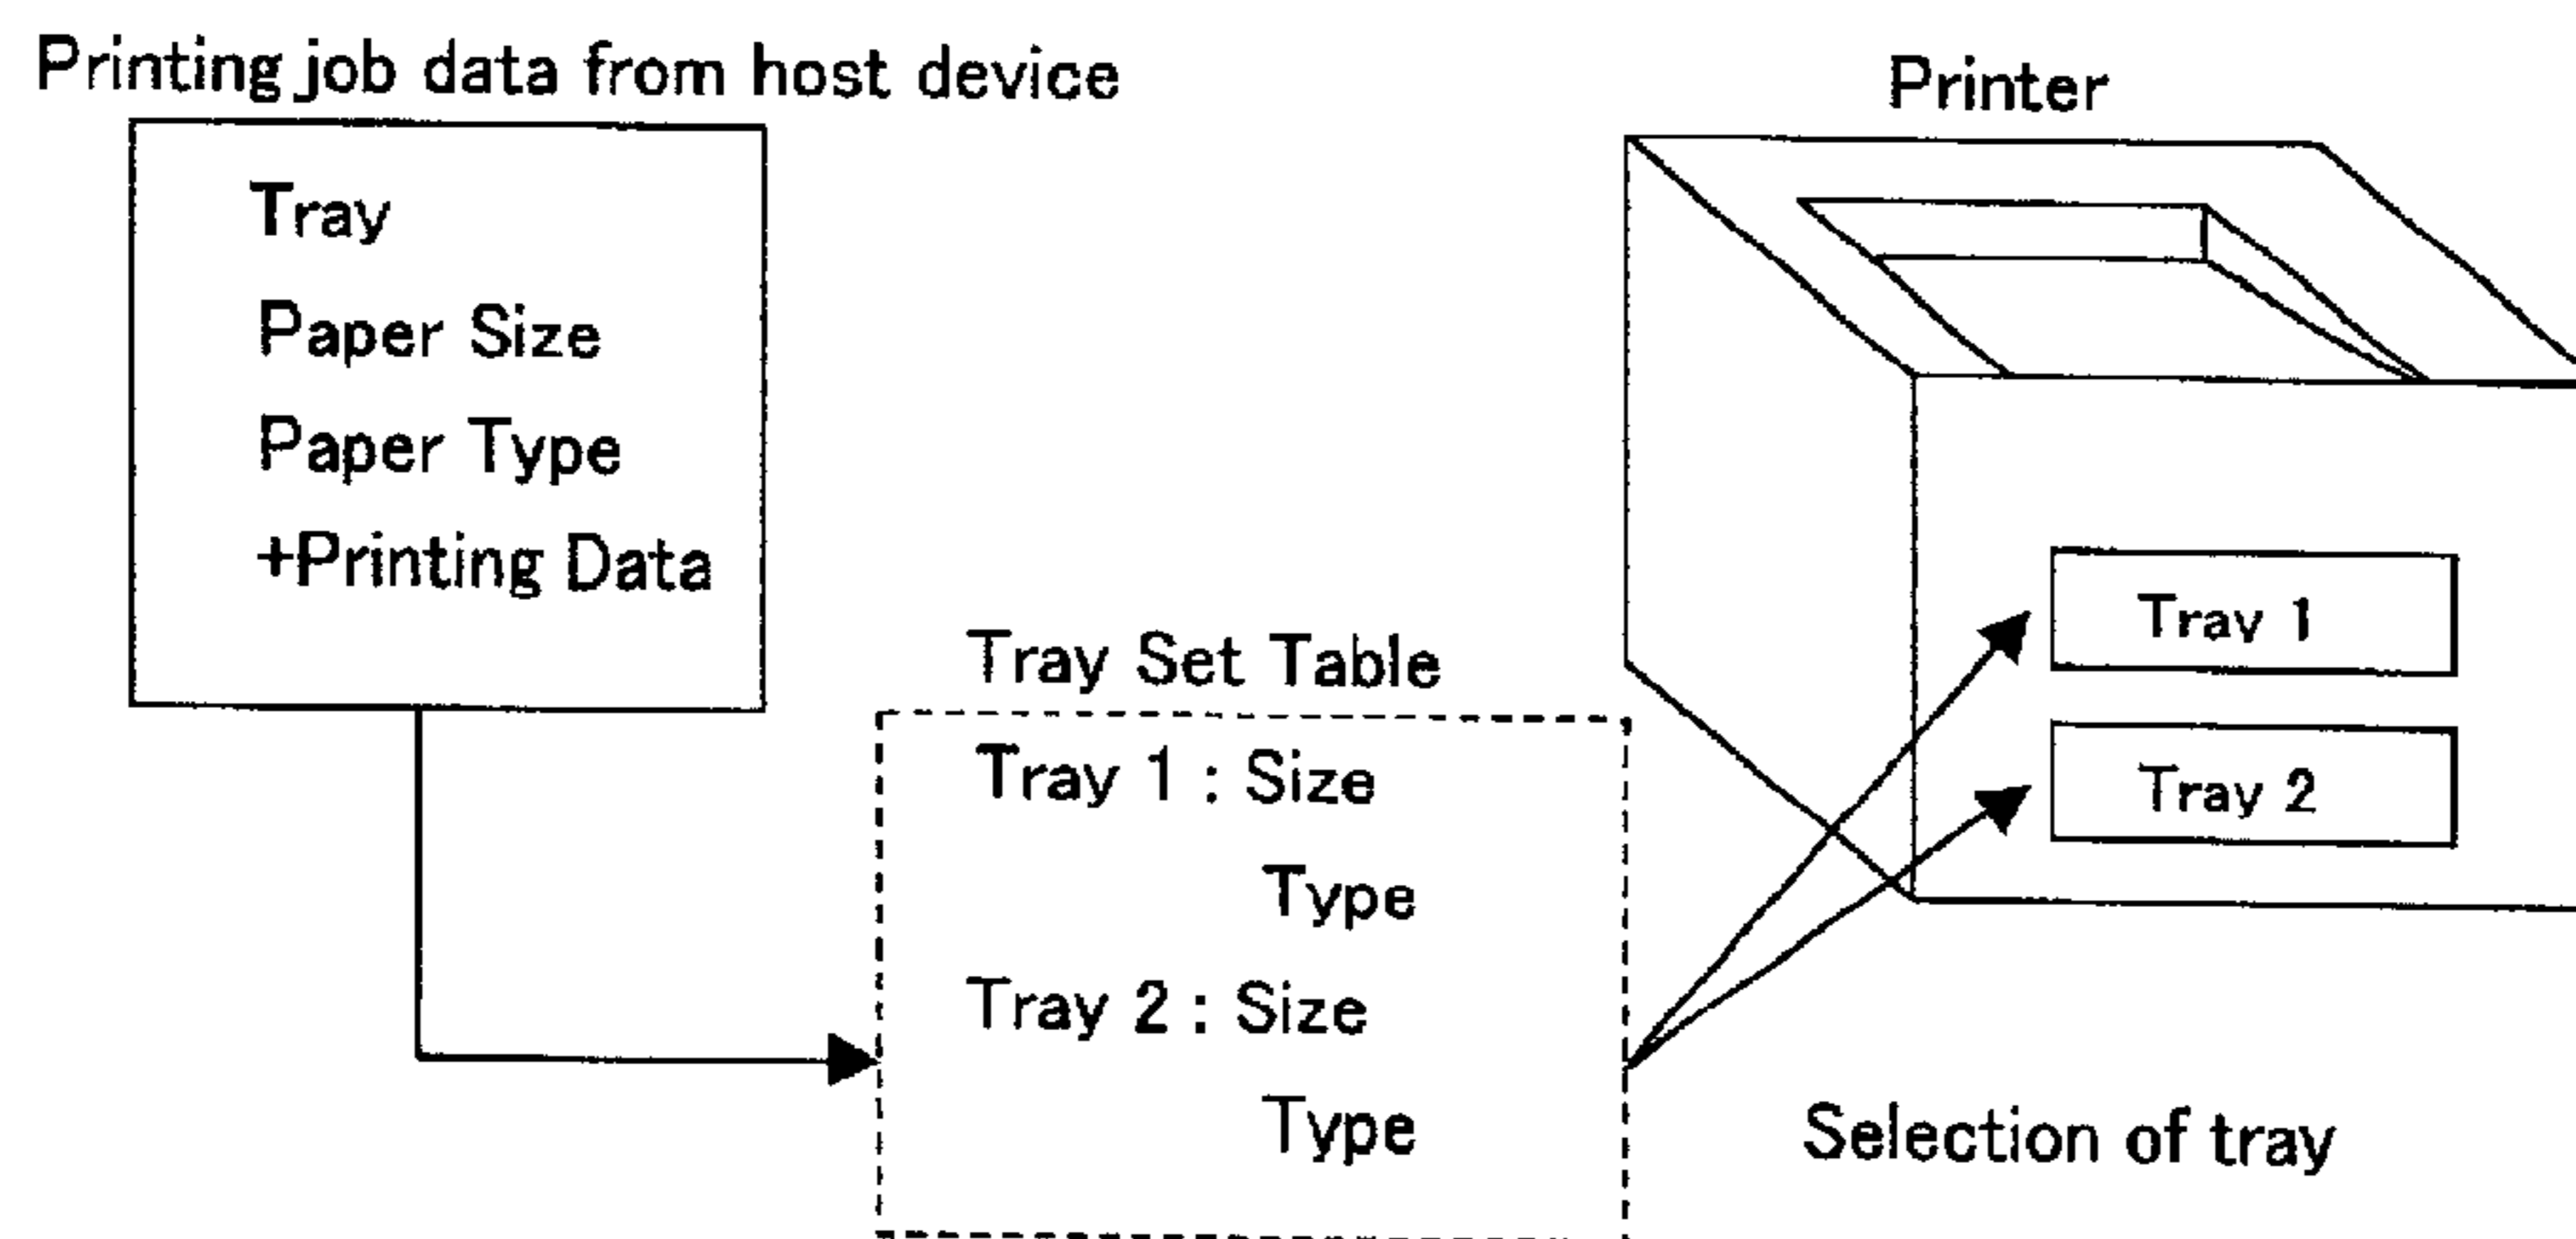 Printing job data from host device
Tray
Paper Size
Paper Type
+Printing Data
Tray Set Table
Tray 1 : Size
Type
Tray 2 : Size
Type
Printer
Tray 1
Tray 2
Selection of tray